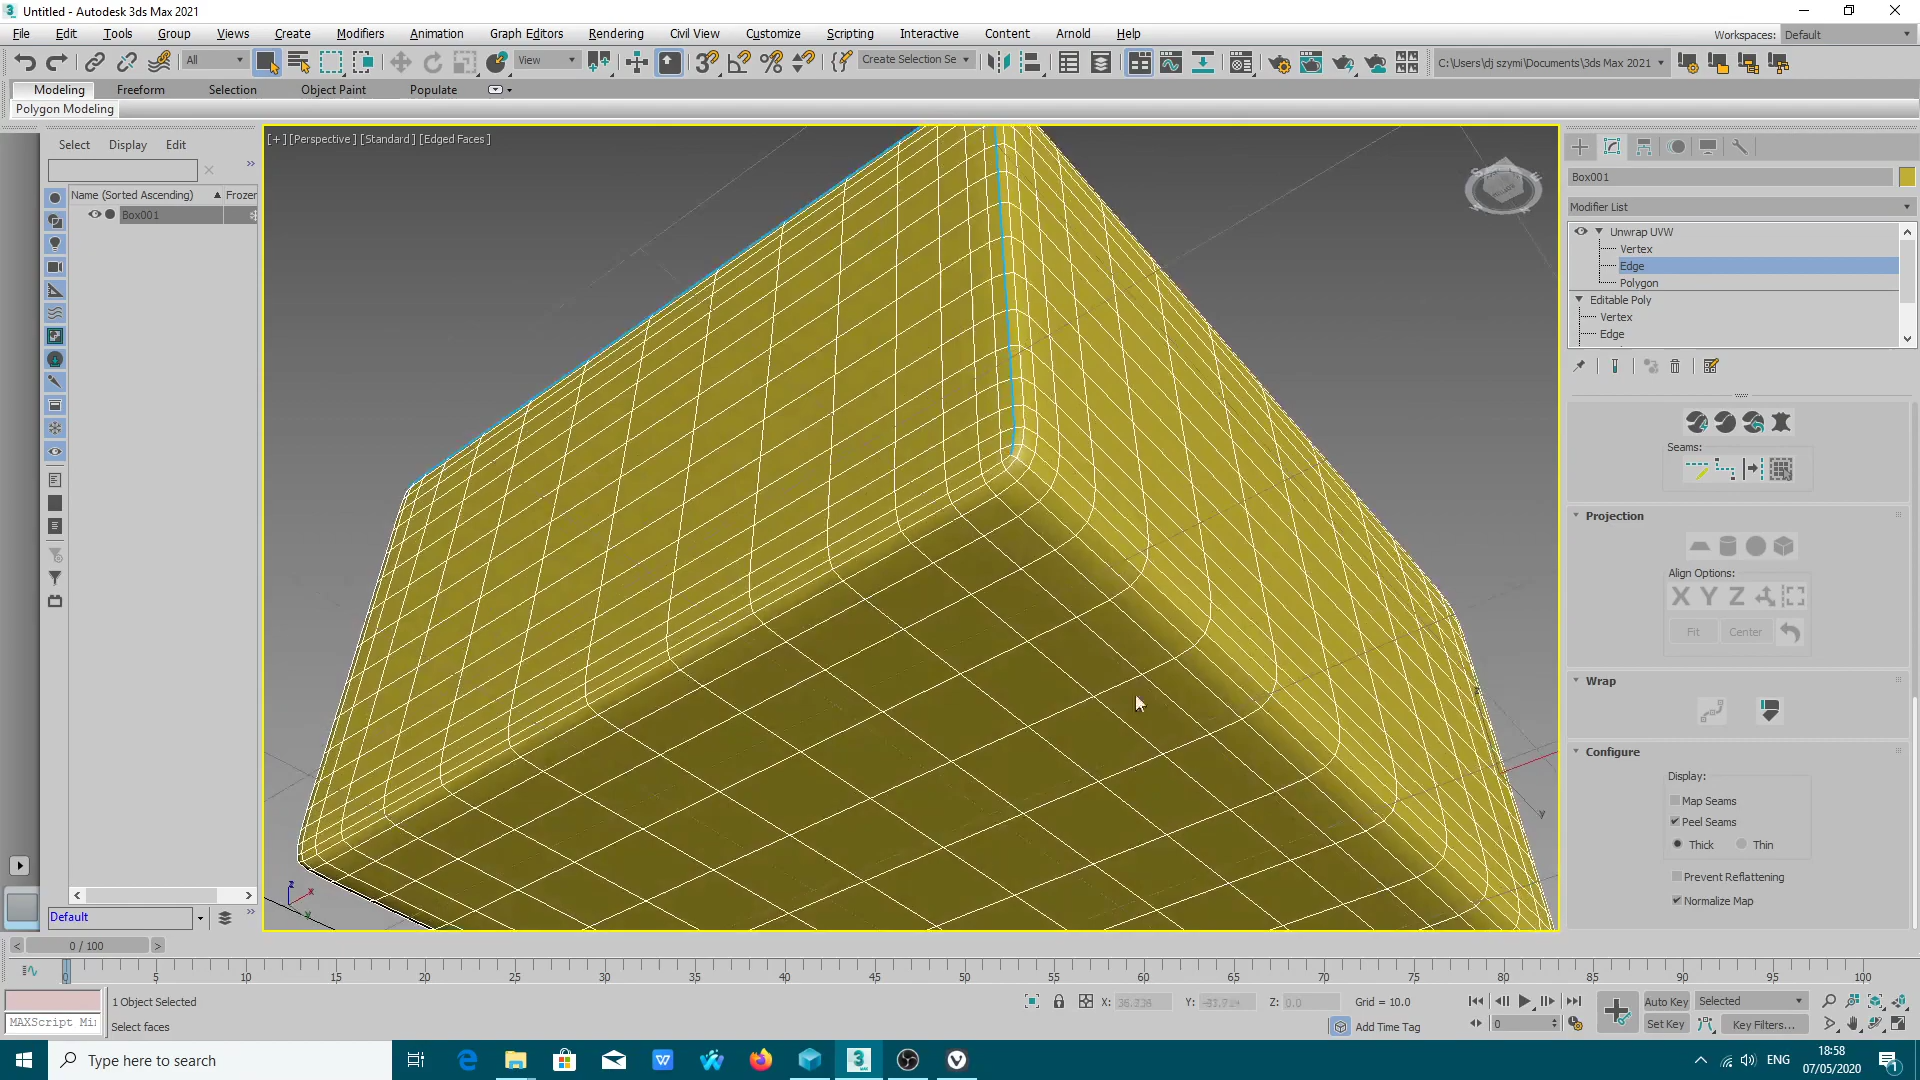 Untitled - Autodesk 3ds Max 2021
File Edit Tools Group Views Create Modifiers Animation Graph Editors Rendering Civil View Customize Scripting Interactive Content Arnold Help
Workspaces: Default
All View Create Selection Se C:\Users\dj szymi\Documents\3ds Max 2021
Modeling Freeform Selection Object Paint Populate
Polygon Modeling
Select Display Edit
[+] [Perspective] [Standard] [Edged Faces]
Name (Sorted Ascending) Frozen
Box001
Box001
Modifier List
Unwrap UVW
Vertex
Edge
Polygon
Editable Poly
Vertex
Edge
Seams:
Projection
Align Options:
X Y Z
Fit Center
Wrap
Configure
Display:
Map Seams
Peel Seams
Thick Thin
Prevent Reflattening
Normalize Map
z x y
z y
Default
0 / 100
0 5 10 15 20 25 30 35 40 45 50 55 60 65 70 75 80 85 90 95 100
1 Object Selected
X: Y: Z: 0.0 Grid = 10.0
Auto Key Selected
MAXScript Mi
Select faces
Add Time Tag
0
Set Key Key Filters...
Type here to search
ENG
18:58
07/05/2020
1